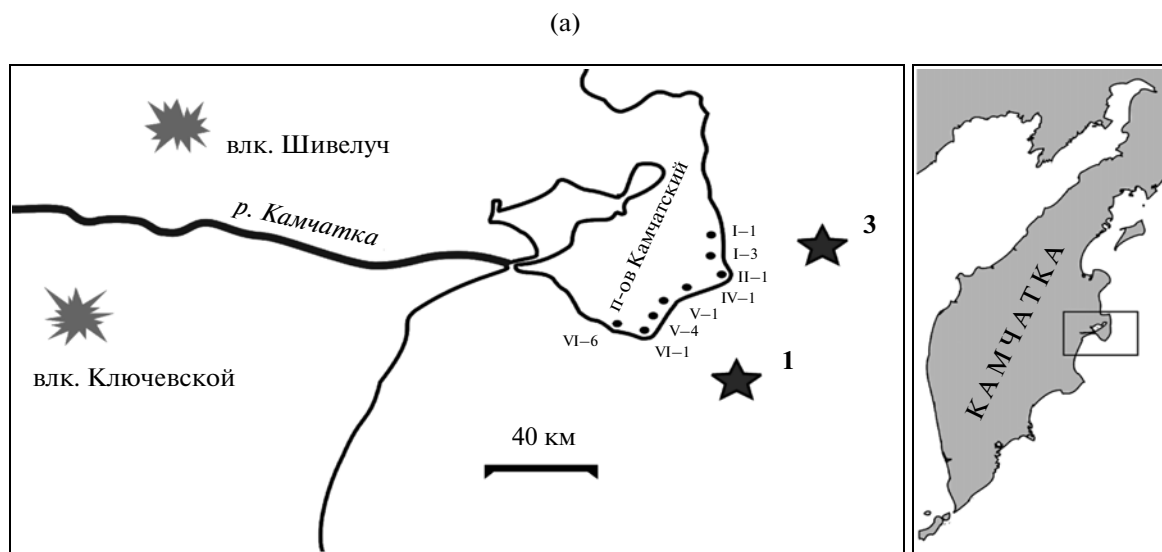 (а)
влк. Шивелуч
р. Камчатка
п-ов Камчатский
I–1
3
I–3
II–1
IV–1
V–1
V–4
VI–6
VI–1
влк. Ключевской
1
40 км
КАМЧАТКА